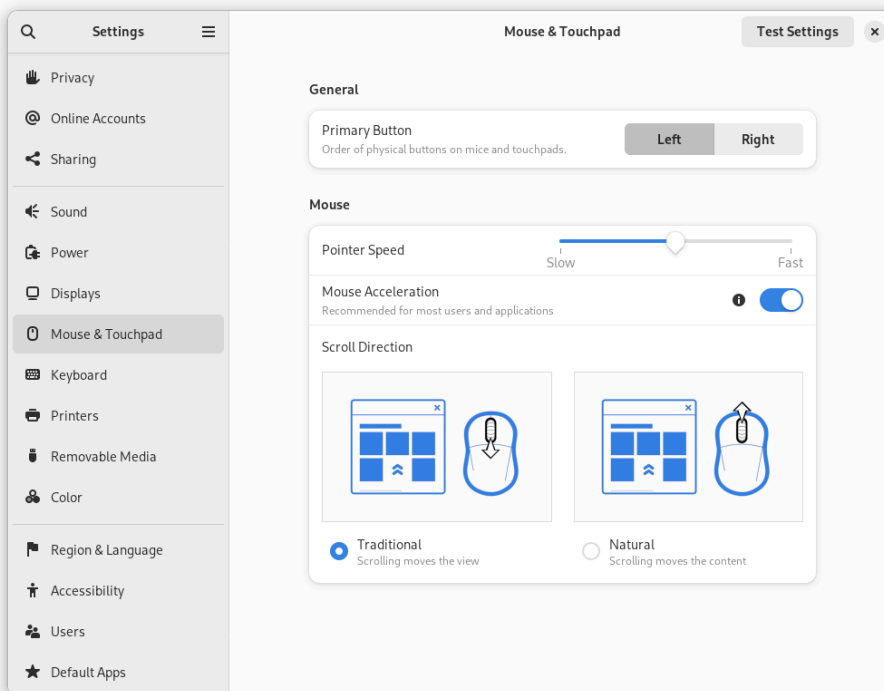 Settings
Mouse & Touchpad
Test Settings
Privacy
Online Accounts
Sharing
Sound
Power
Displays
Mouse & Touchpad
Keyboard
Printers
Removable Media
Color
Region & Language
Accessibility
Users
Default Apps
General
Primary Button
Order of physical buttons on mice and touchpads.
Left
Right
Mouse
Pointer Speed
Slow
Fast
Mouse Acceleration
Recommended for most users and applications
Scroll Direction
Traditional
Scrolling moves the view
Natural
Scrolling moves the content